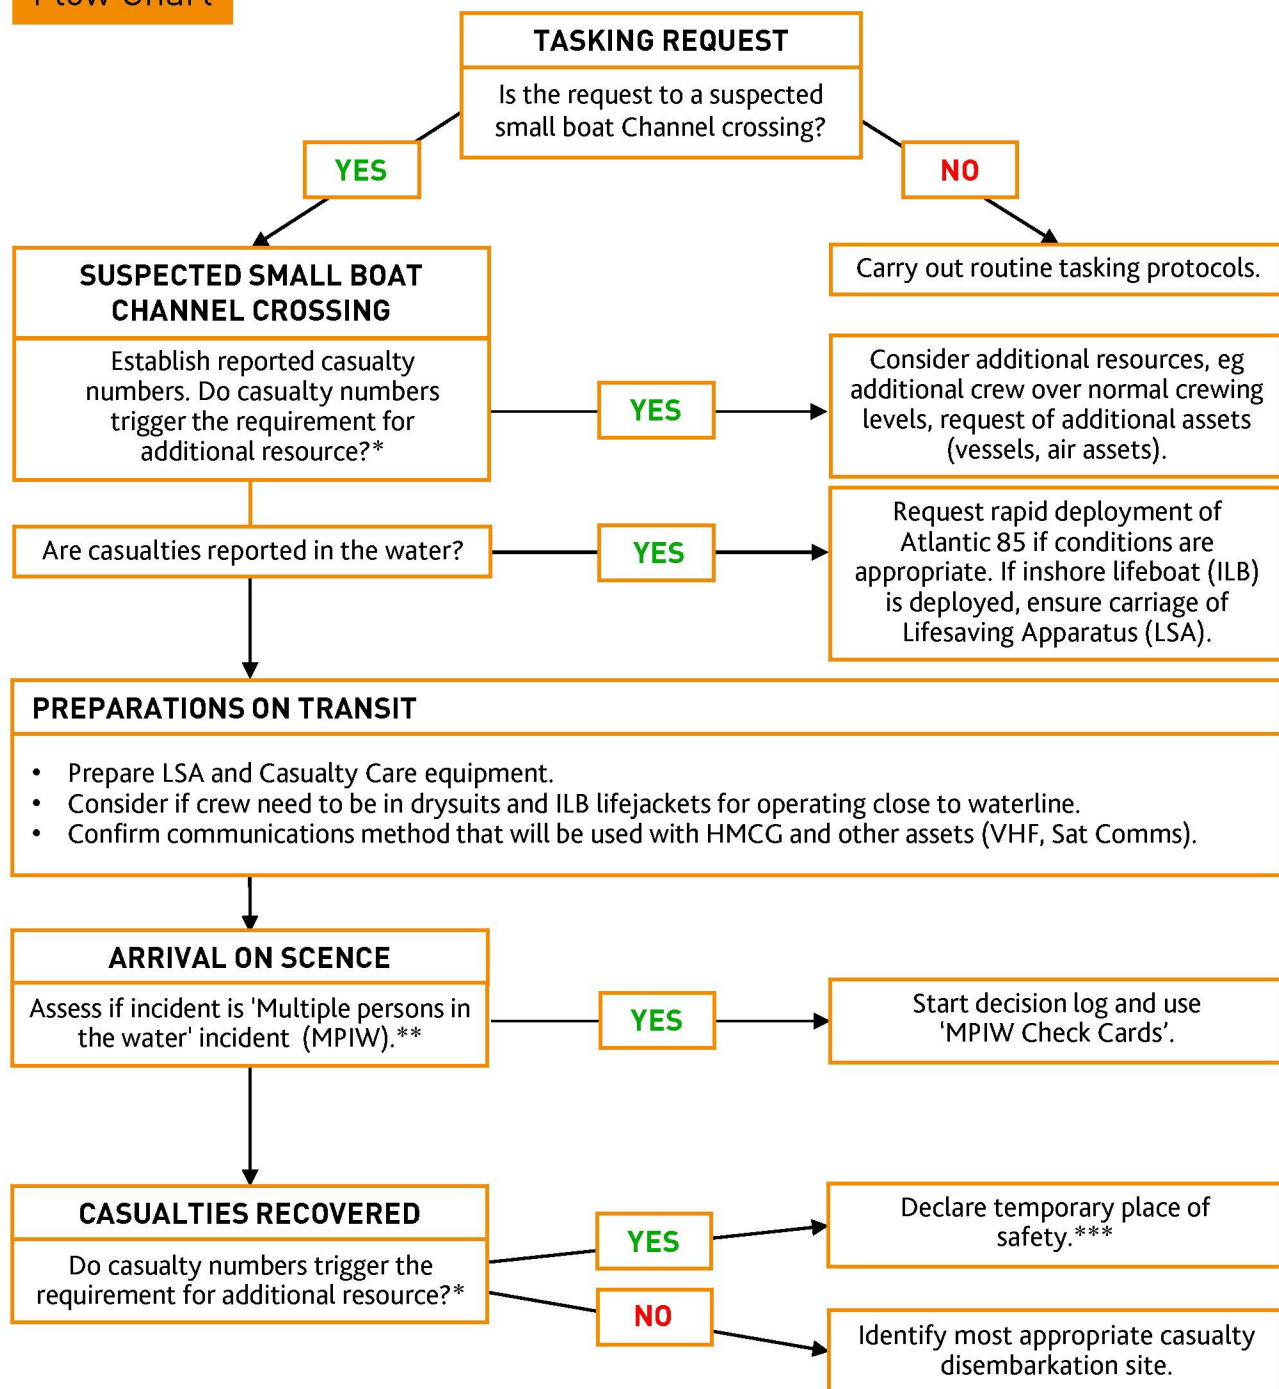 Flow Chart
TASKING REQUEST
Is the request to a suspected
small boat Channel crossing?
YES
NO
SUSPECTED SMALL BOAT
CHANNEL CROSSING
Establish reported casualty
numbers. Do casualty numbers
trigger the requirement for
additional resource?*
Carry out routine tasking protocols.
YES
Consider additional resources, eg
additional crew over normal crewing
levels, request of additional assets
(vessels, air assets).
Are casualties reported in the water?
YES
Request rapid deployment of
Atlantic 85 if conditions are
appropriate. If inshore lifeboat (ILB)
is deployed, ensure carriage of
Lifesaving Apparatus (LSA).
PREPARATIONS ON TRANSIT
• Prepare LSA and Casualty Care equipment.
• Consider if crew need to be in drysuits and ILB lifejackets for operating close to waterline.
• Confirm communications method that will be used with HMCG and other assets (VHF, Sat Comms).
ARRIVAL ON SCENCE
Assess if incident is 'Multiple persons in
the water' incident (MPIW).**
YES
Start decision log and use
‘MPIW Check Cards’.
CASUALTIES RECOVERED
Do casualty numbers trigger the
requirement for additional resource?*
YES
Declare temporary place of
safety.***
NO
Identify most appropriate casualty
disembarkation site.